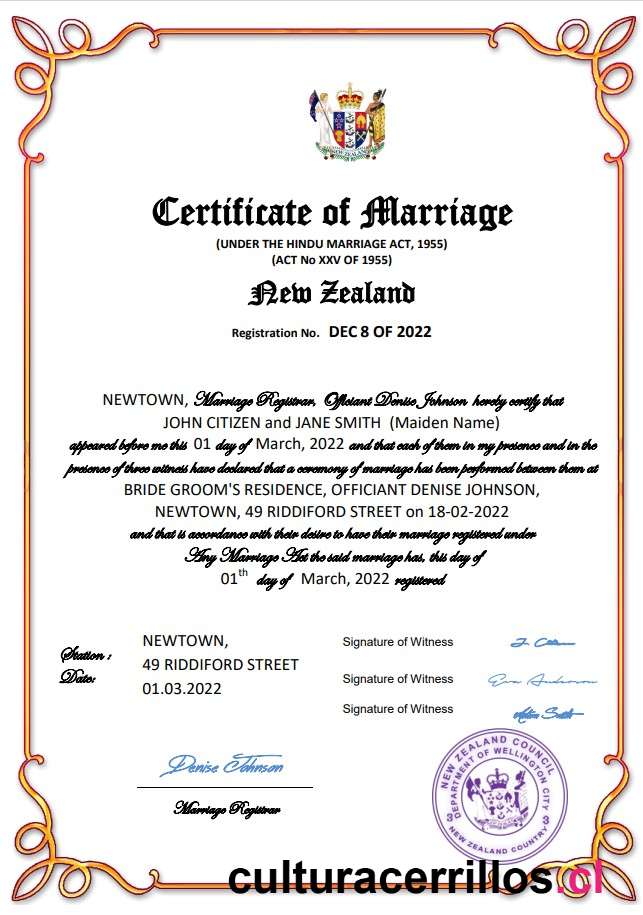 Certificate of Marriage
(UNDER THE HINDU MARRIAGE ACT, 1955)
(ACT No XXV OF 1955)
New Zealand
Registration No. DEC 8 OF 2022
NEWTOWN, Marriage Registrar, Officiant Denise Johnson hereby certify that
JOHN CITIZEN and JANE SMITH (Maiden Name)
appeared before me this 01 day of March, 2022 and that each of them in my presence and in the
presence of three witness have declared that a ceremony of marriage has been performed between them at
BRIDE GROOM'S RESIDENCE, OFFICIANT DENISE JOHNSON,
NEWTOWN, 49 RIDDIFORD STREET on 18-02-2022
and that is accordance with their desire to have their marriage registered under
Any Marriage Act the said marriage has, this day of
01th day of March, 2022 registered
Station :
Date:
NEWTOWN,
49 RIDDIFORD STREET
01.03.2022
Signature of Witness
Signature of Witness Eva Anderson
Signature of Witness
Denise Johnson
Marriage Registrar
NEW ZEALAND COUNCIL
DEPARTMENT OF WELLINGTON CITY
3 3
NEW ZEALAND COUNTRY
culturacerrillos.cl